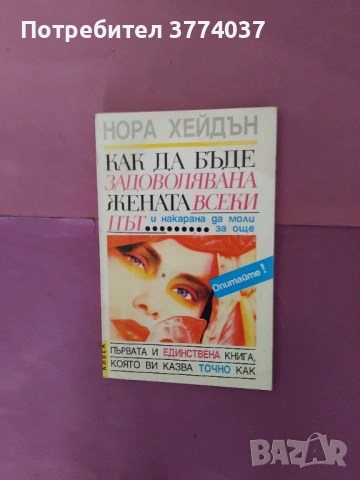 Потребител 3774037
НОРА ХЕЙДЪН
КАК ДА БЪДЕ
ЗАДОВОЛЯВАНА
ЖЕНАТА ВСЕКИ
ПЪТ и накарана да моли
за още
Опитайте!
ПЪРВАТА И ЕДИНСТВЕНА КНИГА,
КОЯТО ВИ КАЗВА ТОЧНО КАК
BAZAR